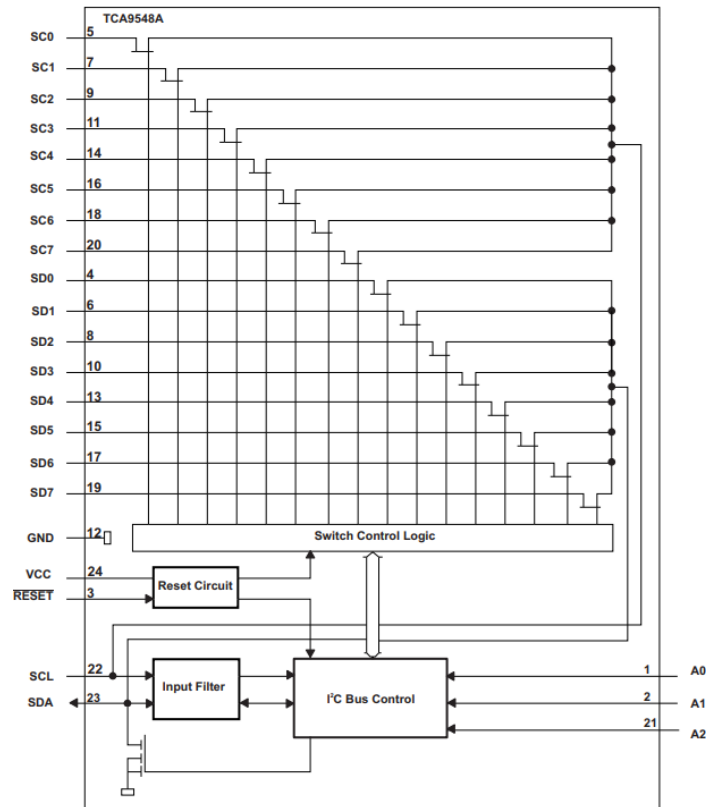 TCA9548A
SC0 5
SC1 7
SC2 9
SC3 11
SC4 14
SC5 16
SC6 18
SC7 20
SD0 4
SD1 6
SD2 8
SD3 10
SD4 13
SD5 15
SD6 17
SD7 19
GND 12
Switch Control Logic
VCC 24
Reset Circuit
RESET 3
SCL 22
Input Filter
SDA 23
I²C Bus Control
1 A0
2 A1
21 A2